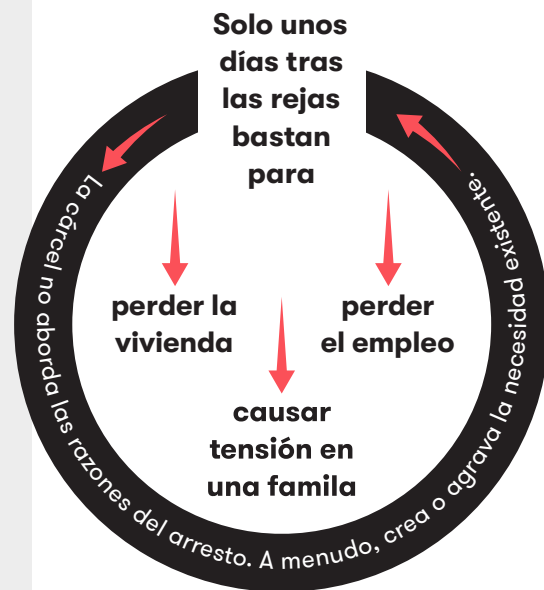 Solo unos
días tras
las rejas
bastan
para
perder la
vivienda
perder
el empleo
causar
tensión en
una famila
La cárcel no aborda las razones del arresto. A menudo, crea o agrava la necesidad existente.